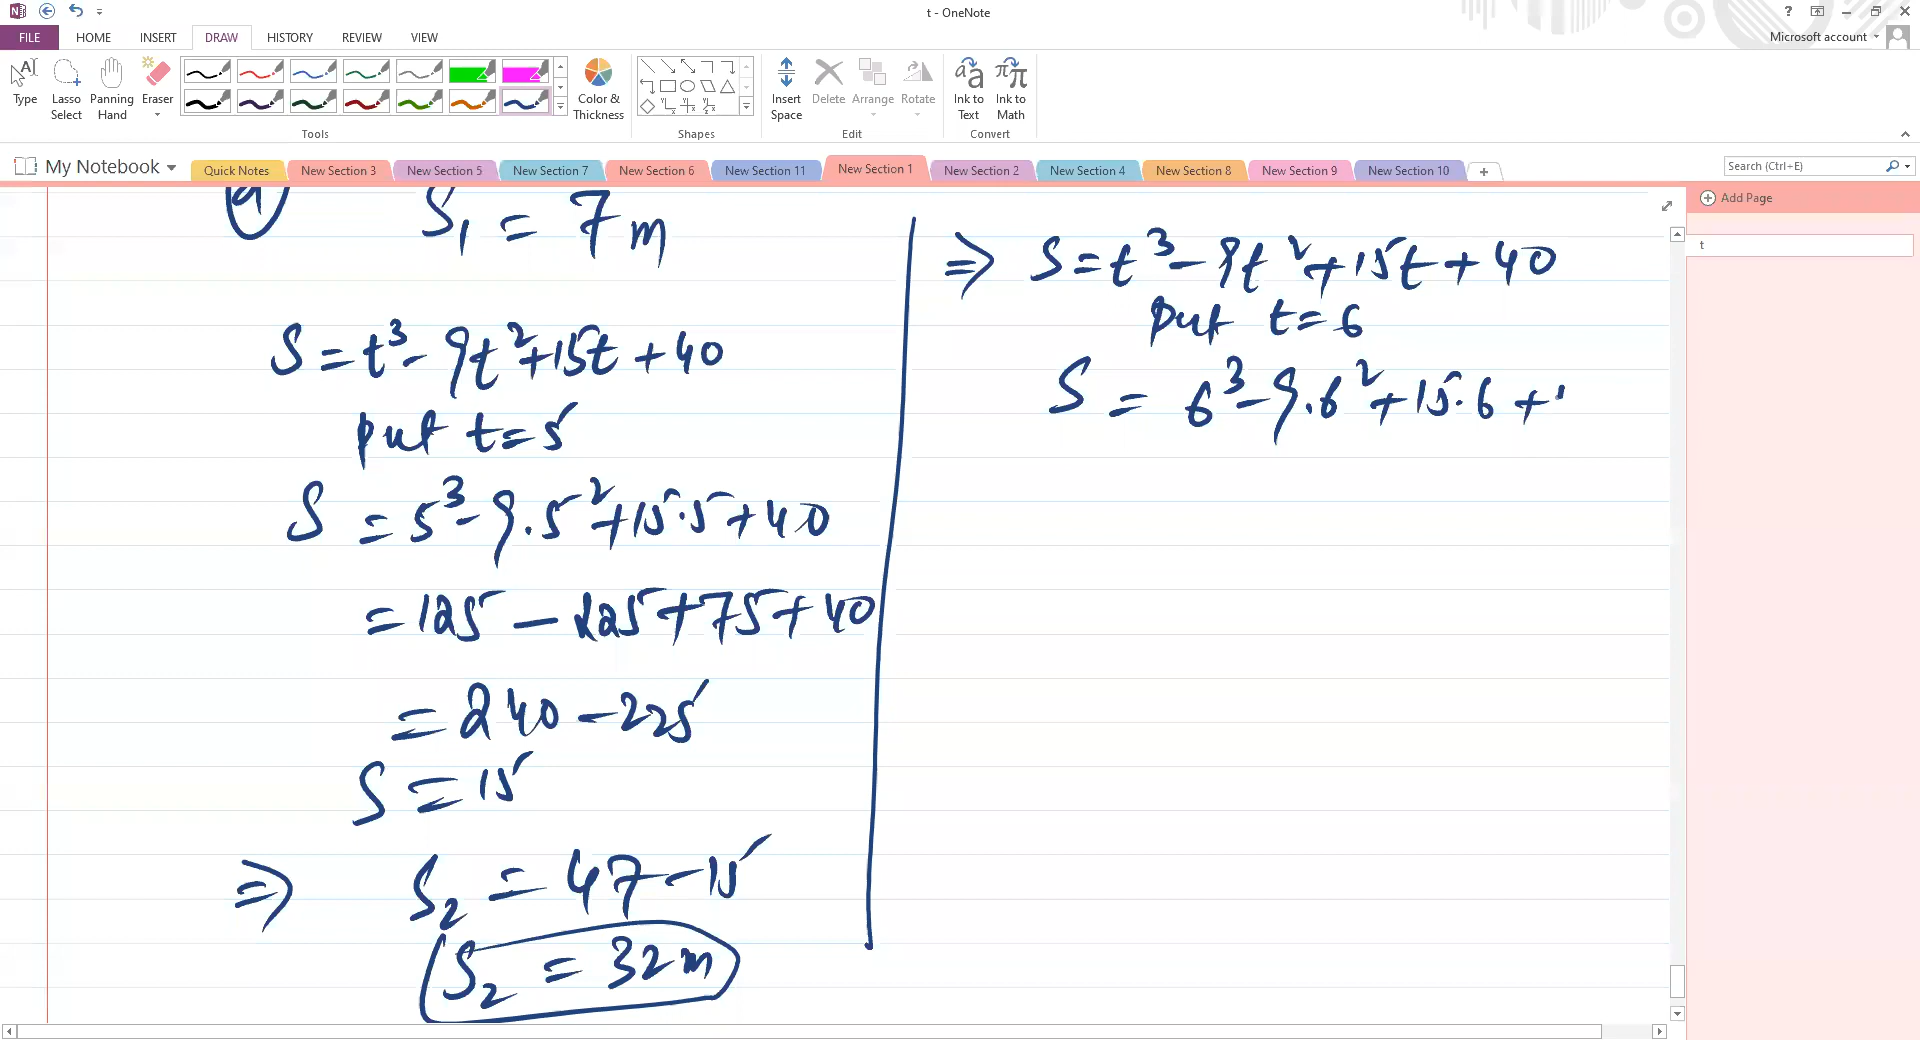 t - OneNote
?
FILE HOME INSERT DRAW HISTORY REVIEW VIEW
Microsoft account
Type
Lasso Select
Panning Hand
Eraser
Color & Thickness
Insert Space
Delete
Arrange
Rotate
Ink to Text
Ink to Math
Tools
Shapes
Edit
Convert
My Notebook
Quick Notes New Section 3 New Section 5 New Section 7 New Section 6 New Section 11 New Section 1 New Section 2 New Section 4 New Section 8 New Section 9 New Section 10
Search (Ctrl+E)
Add Page
t
S₁ = 7 m
S = t³ - 9t² + 15t + 40
put t = 5
S = 5³ - 9.5² + 15.5 + 40
= 125 - 225 + 75 + 40
= 240 - 225
S = 15
⇒ S₂ = 47 - 15
S₂ = 32 m
⇒ S = t³ - 9t² + 15t + 40
put t = 6
S = 6³ - 9.6² + 15.6 +